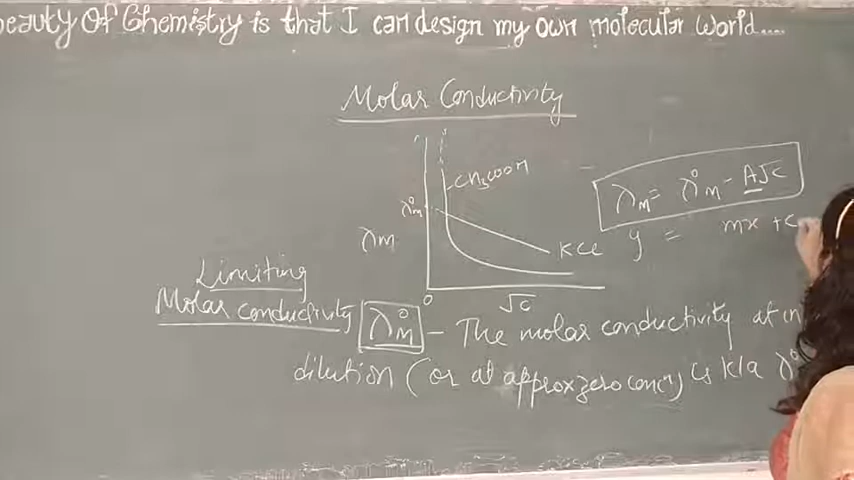 beauty Of Chemistry is that I can design my own molecular world....
Molar Conductivity
CH3COOH
λ°m
λm
KCl
0
√c
λm = λ°m - A√c
y = mx + c
Limiting
Molar conductivity
λ°m - The molar conductivity at in
dilution (or at approx zero concn) is k/a λ°